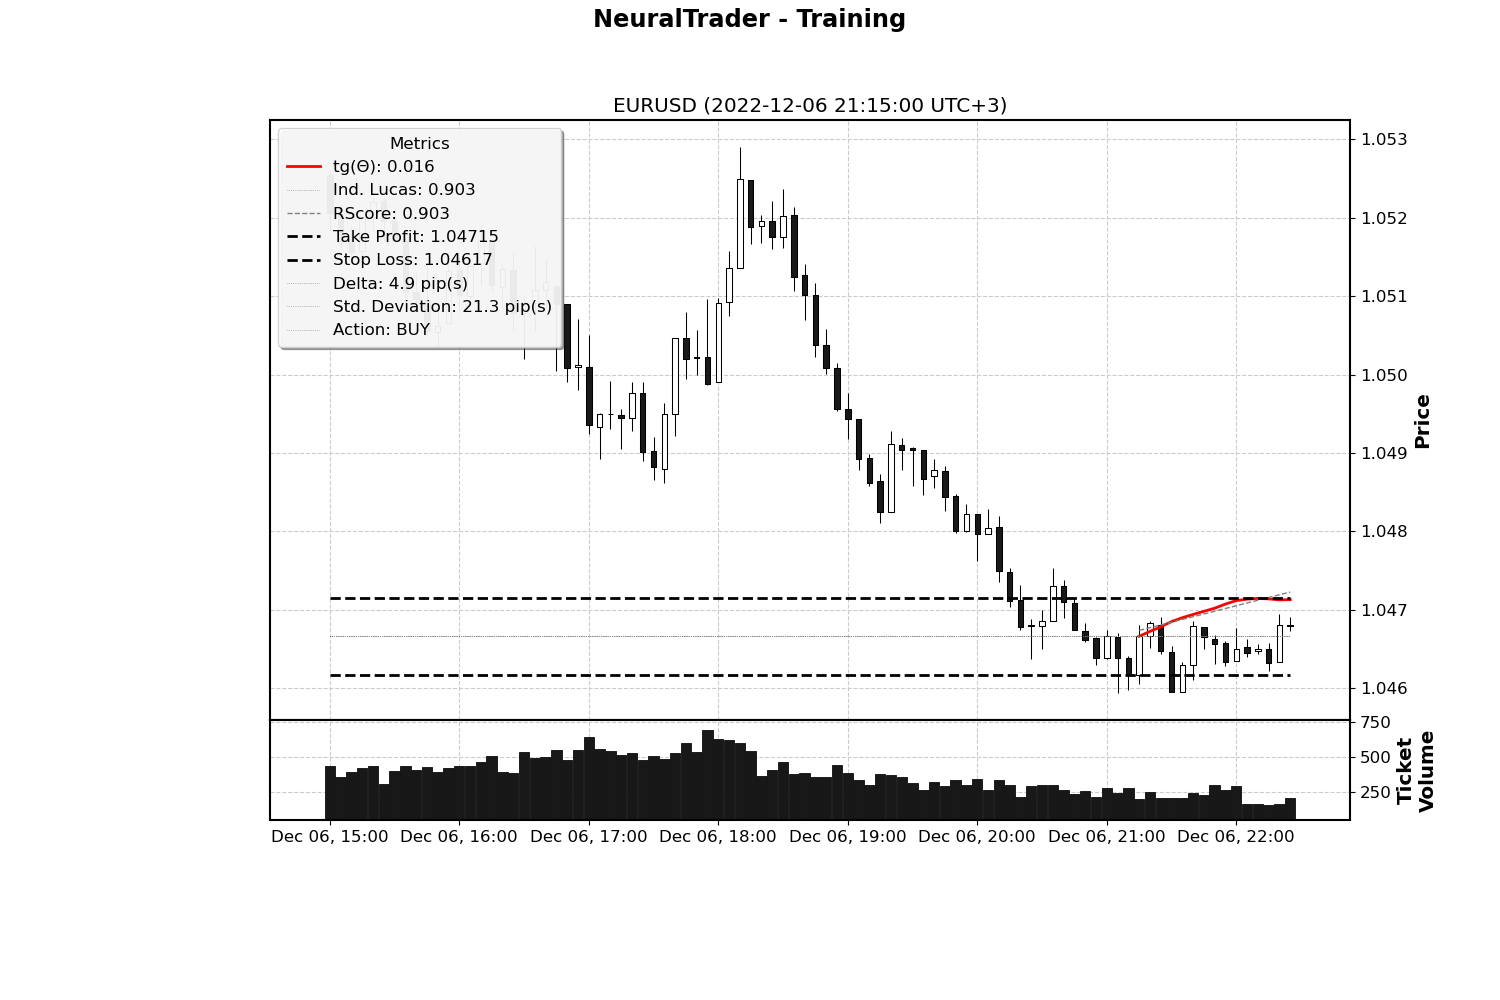 NeuralTrader - Training
EURUSD (2022-12-06 21:15:00 UTC+3)
Metrics
tg(Θ): 0.016
Ind. Lucas: 0.903
RScore: 0.903
Take Profit: 1.04715
Stop Loss: 1.04617
Delta: 4.9 pip(s)
Std. Deviation: 21.3 pip(s)
Action: BUY
1.053
1.052
1.051
1.050
1.049
1.048
1.047
1.046
Price
750
500
250
Ticket
Volume
Dec 06, 15:00 Dec 06, 16:00 Dec 06, 17:00 Dec 06, 18:00 Dec 06, 19:00 Dec 06, 20:00 Dec 06, 21:00 Dec 06, 22:00